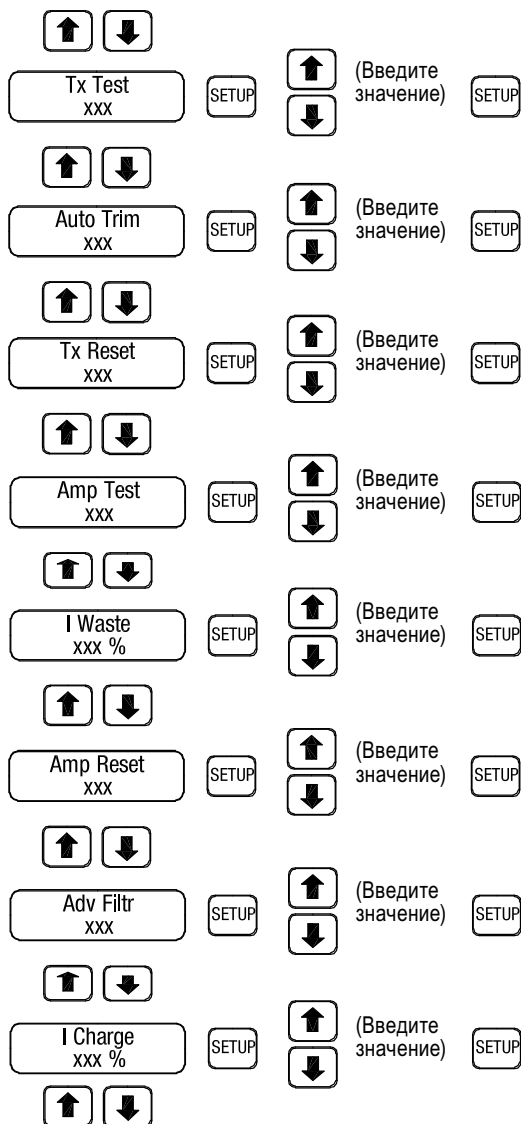 Tx Test
xxx
SETUP
(Введите
значение)
SETUP
Auto Trim
xxx
SETUP
(Введите
значение)
SETUP
Tx Reset
xxx
SETUP
(Введите
значение)
SETUP
Amp Test
xxx
SETUP
(Введите
значение)
SETUP
I Waste
xxx %
SETUP
(Введите
значение)
SETUP
Amp Reset
xxx
SETUP
(Введите
значение)
SETUP
Adv Filtr
xxx
SETUP
(Введите
значение)
SETUP
I Charge
xxx %
SETUP
(Введите
значение)
SETUP